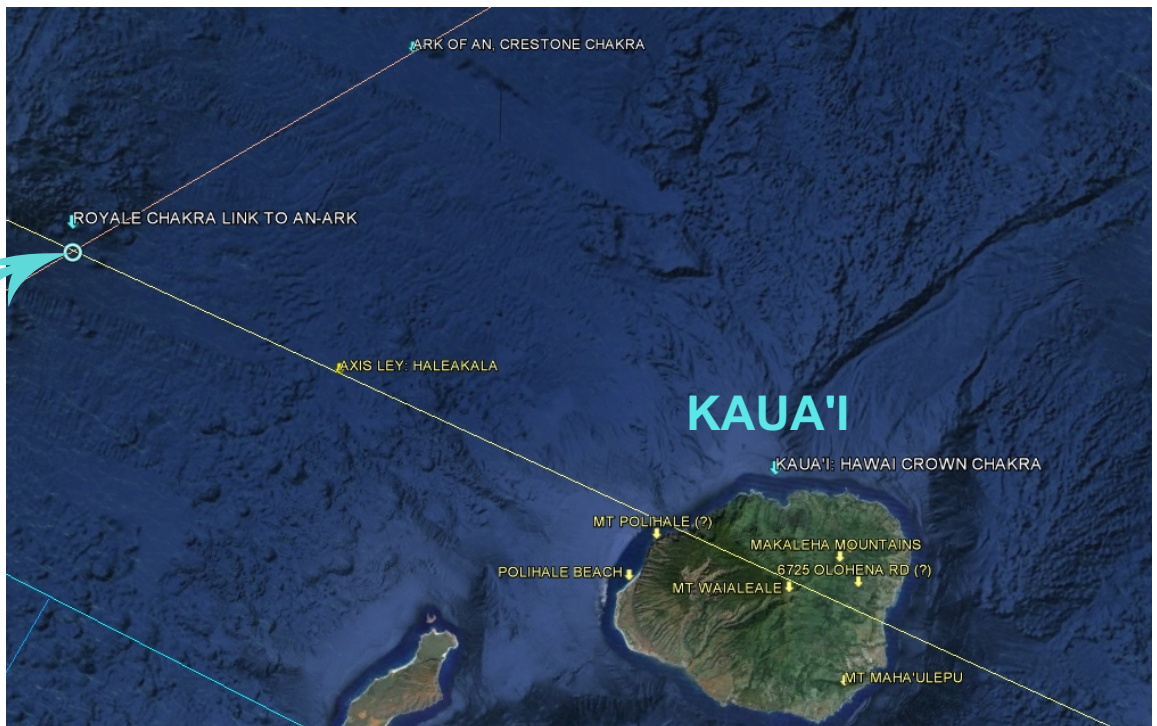 ARK OF AN, CRESTONE CHAKRA
ROYALE CHAKRA LINK TO AN-ARK
AXIS LEY: HALEAKALA
KAUA'I
KAUA'I: HAWAI CROWN CHAKRA
MT POLIHALE (?)
MAKALEHA MOUNTAINS
POLIHALE BEACH
6725 OLOHENA RD (?)
MT WAIALEALE
MT MAHA'ULEPU